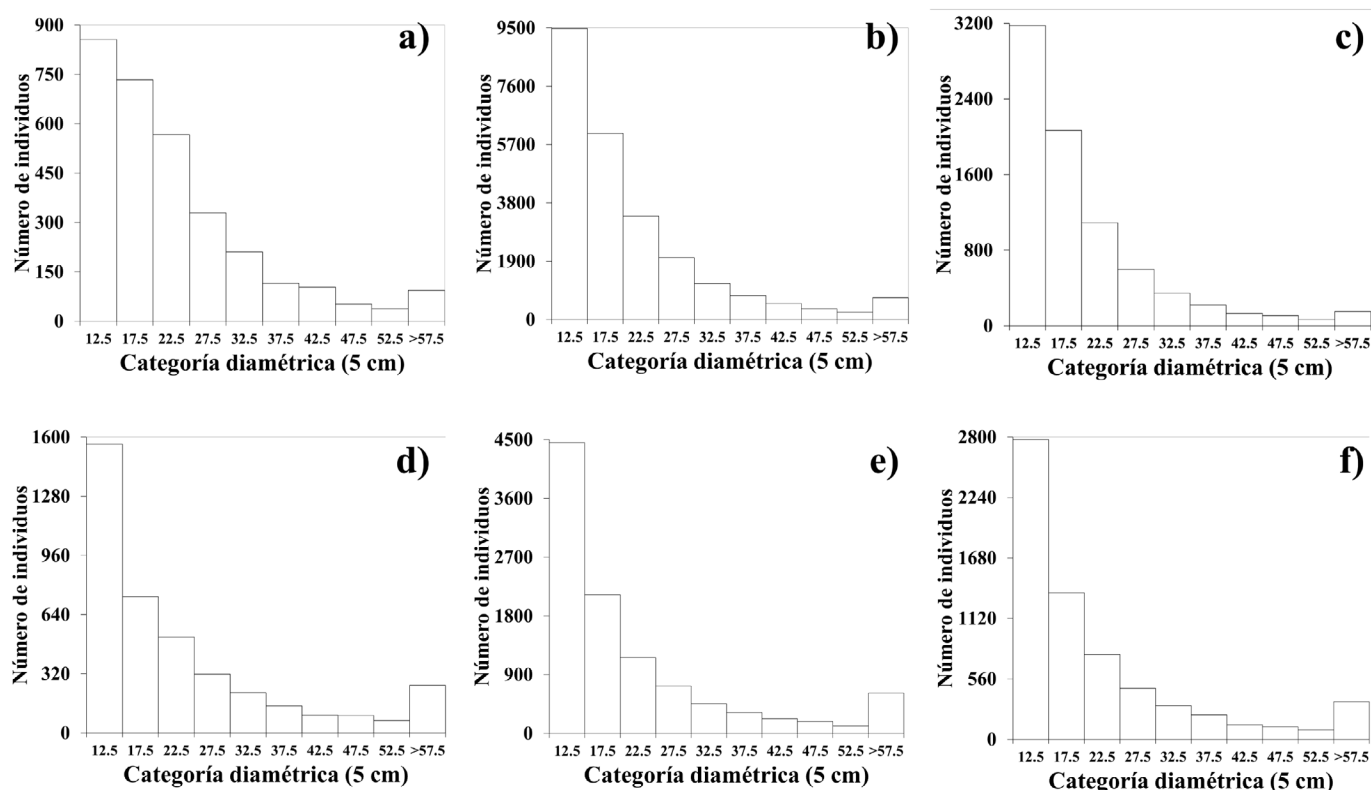 a)
Número de individuos
900
750
600
450
300
150
0
12.5 17.5 22.5 27.5 32.5 37.5 42.5 47.5 52.5 >57.5
Categoría diamétrica (5 cm)
b)
Número de individuos
9500
7600
5700
3800
1900
0
12.5 17.5 22.5 27.5 32.5 37.5 42.5 47.5 52.5 >57.5
Categoría diamétrica (5 cm)
c)
Número de individuos
3200
2400
1600
800
0
12.5 17.5 22.5 27.5 32.5 37.5 42.5 47.5 52.5 >57.5
Categoría diamétrica (5 cm)
d)
Número de individuos
1600
1280
960
640
320
0
12.5 17.5 22.5 27.5 32.5 37.5 42.5 47.5 52.5 >57.5
Categoría diamétrica (5 cm)
e)
Número de individuos
4500
3600
2700
1800
900
0
12.5 17.5 22.5 27.5 32.5 37.5 42.5 47.5 52.5 >57.5
Categoría diamétrica (5 cm)
f)
Número de individuos
2800
2240
1680
1120
560
0
12.5 17.5 22.5 27.5 32.5 37.5 42.5 47.5 52.5 >57.5
Categoría diamétrica (5 cm)